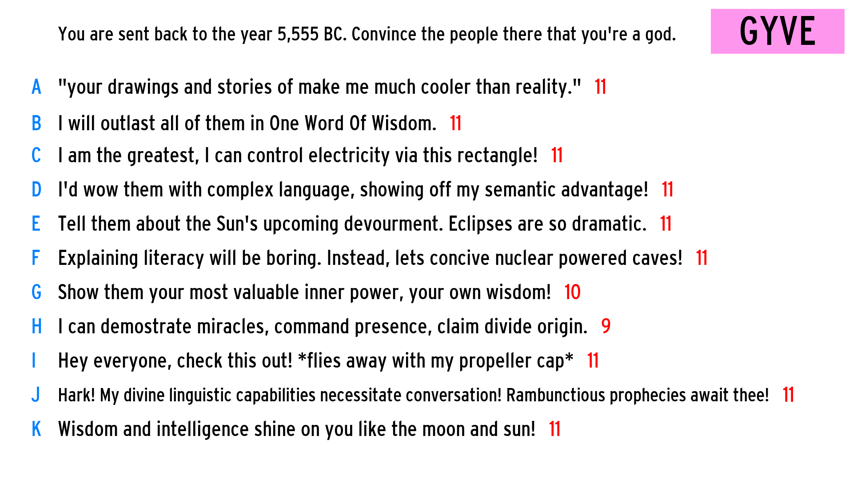 You are sent back to the year 5,555 BC. Convince the people there that you're a god. GYVE
A "your drawings and stories of make me much cooler than reality." 11
B I will outlast all of them in One Word Of Wisdom. 11
C I am the greatest, I can control electricity via this rectangle! 11
D I'd wow them with complex language, showing off my semantic advantage! 11
E Tell them about the Sun's upcoming devourment. Eclipses are so dramatic. 11
F Explaining literacy will be boring. Instead, lets concive nuclear powered caves! 11
G Show them your most valuable inner power, your own wisdom! 10
H I can demostrate miracles, command presence, claim divide origin. 9
I Hey everyone, check this out! *flies away with my propeller cap* 11
J Hark! My divine linguistic capabilities necessitate conversation! Rambunctious prophecies await thee! 11
K Wisdom and intelligence shine on you like the moon and sun! 11